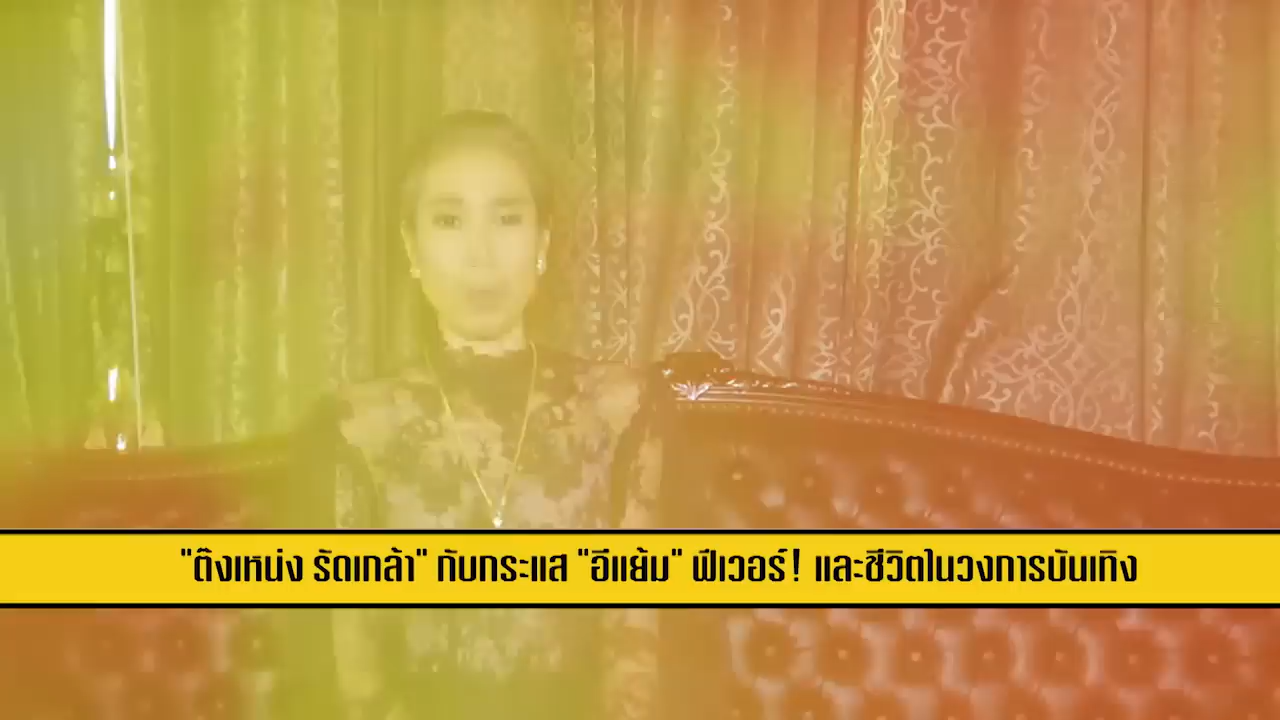 "ติ๊งเหน่ง รัดเกล้า" กับกระแส "อีแย้ม" ฟีเวอร์! และชีวิตในวงการบันเทิง